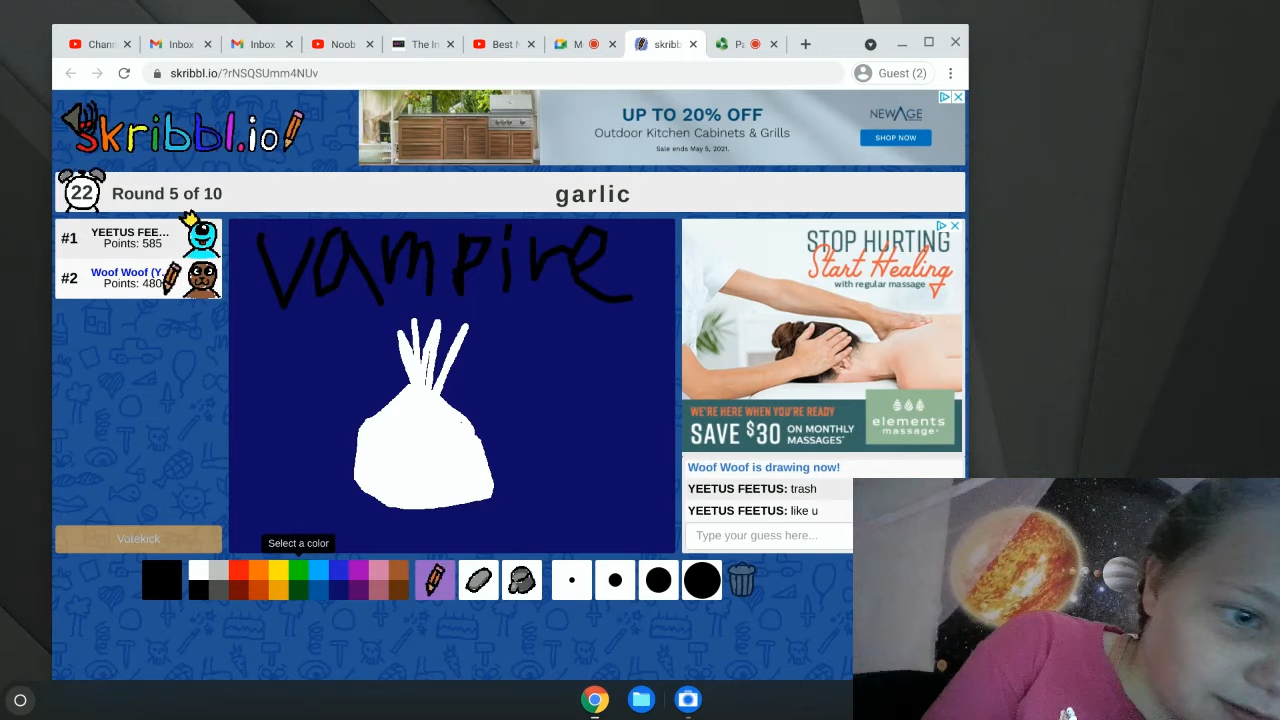 Chann
Inbox
Inbox
Noob
The In
Best N
M
skribb
Pa
skribbl.io/?rNSQSUmm4NUv
Guest (2)
skribbl.io!
UP TO 20% OFF
Outdoor Kitchen Cabinets & Grills
Sale ends May 5, 2021.
NEWAGE
SHOP NOW
22
Round 5 of 10
garlic
#1
YEETUS FEE...
Points: 585
#2
Woof Woof (Y.
Points: 480
vampire
STOP HURTING
Start Healing
with regular massage
WE'RE HERE WHEN YOU'RE READY
SAVE $30 ON MONTHLY MASSAGES*
elements
massage
Woof Woof is drawing now!
YEETUS FEETUS: trash
YEETUS FEETUS: like u
Type your guess here...
Votekick
Select a color